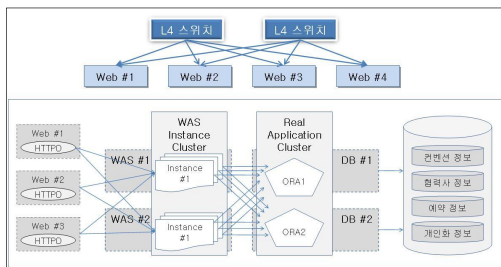 L4 스위치
L4 스위치
Web #1
Web #2
Web #3
Web #4
Web #1
HTTPD
Web #2
HTTPD
Web #3
HTTPD
WAS #1
WAS #2
WAS
Instance
Cluster
Instance
#1
Instance
#1
Real
Application
Cluster
ORA1
ORA2
DB #1
DB #2
컨벤션 정보
협력사 정보
예약 정보
개인화 정보